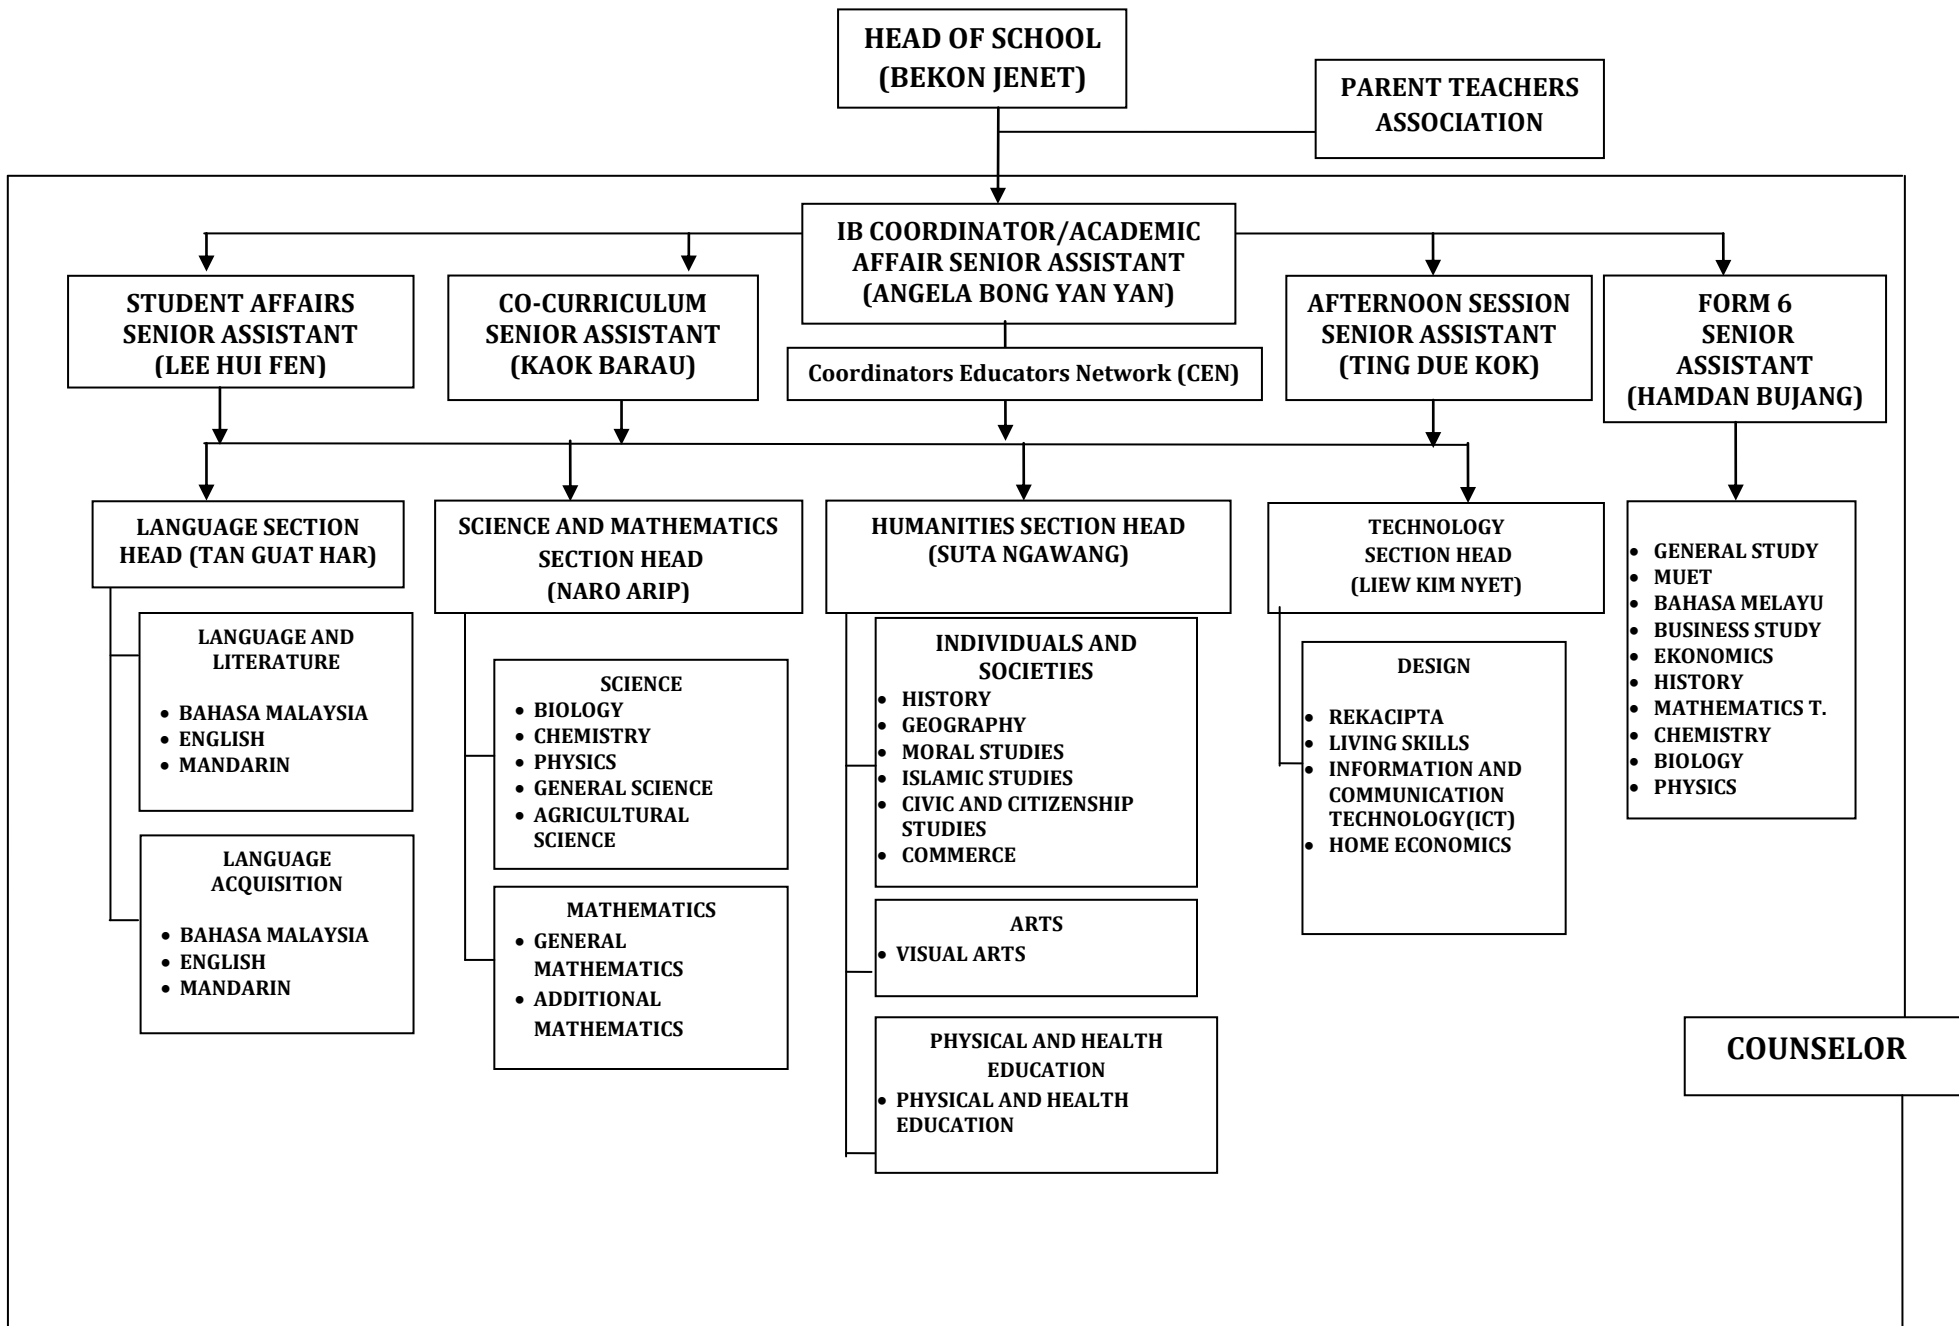 HEAD OF SCHOOL
(BEKON JENET)
PARENT TEACHERS
ASSOCIATION
IB COORDINATOR/ACADEMIC
AFFAIR SENIOR ASSISTANT
(ANGELA BONG YAN YAN)
STUDENT AFFAIRS
SENIOR ASSISTANT
(LEE HUI FEN)
CO-CURRICULUM
SENIOR ASSISTANT
(KAOK BARAU)
Coordinators Educators Network (CEN)
AFTERNOON SESSION
SENIOR ASSISTANT
(TING DUE KOK)
FORM 6
SENIOR
ASSISTANT
(HAMDAN BUJANG)
LANGUAGE SECTION
HEAD (TAN GUAT HAR)
SCIENCE AND MATHEMATICS
SECTION HEAD
(NARO ARIP)
HUMANITIES SECTION HEAD
(SUTA NGAWANG)
TECHNOLOGY
SECTION HEAD
(LIEW KIM NYET)
• GENERAL STUDY
• MUET
• BAHASA MELAYU
• BUSINESS STUDY
• EKONOMICS
• HISTORY
• MATHEMATICS T.
• CHEMISTRY
• BIOLOGY
• PHYSICS
LANGUAGE AND
LITERATURE
• BAHASA MALAYSIA
• ENGLISH
• MANDARIN
LANGUAGE
ACQUISITION
• BAHASA MALAYSIA
• ENGLISH
• MANDARIN
SCIENCE
• BIOLOGY
• CHEMISTRY
• PHYSICS
• GENERAL SCIENCE
• AGRICULTURAL
SCIENCE
MATHEMATICS
• GENERAL
MATHEMATICS
• ADDITIONAL
MATHEMATICS
INDIVIDUALS AND
SOCIETIES
• HISTORY
• GEOGRAPHY
• MORAL STUDIES
• ISLAMIC STUDIES
• CIVIC AND CITIZENSHIP
STUDIES
• COMMERCE
ARTS
• VISUAL ARTS
PHYSICAL AND HEALTH
EDUCATION
• PHYSICAL AND HEALTH
EDUCATION
DESIGN
• REKACIPTA
• LIVING SKILLS
• INFORMATION AND
COMMUNICATION
TECHNOLOGY(ICT)
• HOME ECONOMICS
COUNSELOR